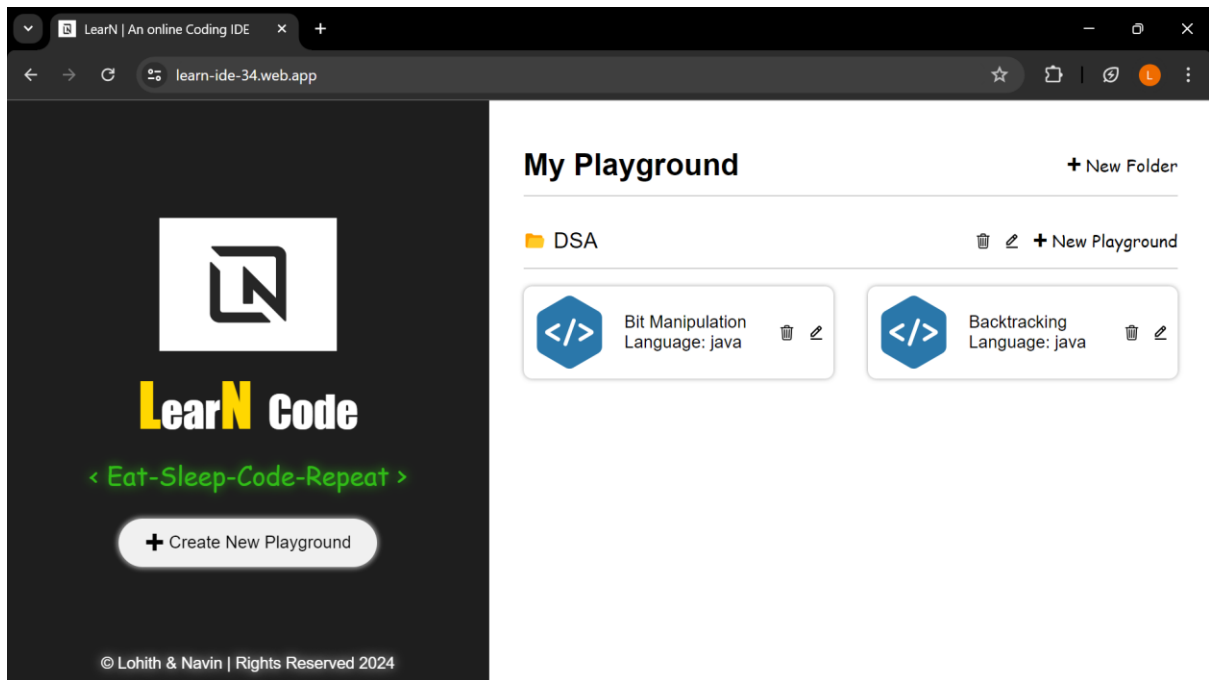 LearN | An online Coding IDE
learn-ide-34.web.app
L
LN
LearN Code
< Eat-Sleep-Code-Repeat >
+ Create New Playground
© Lohith & Navin | Rights Reserved 2024
My Playground
+ New Folder
DSA
+ New Playground
</>
Bit Manipulation
Language: java
</>
Backtracking
Language: java